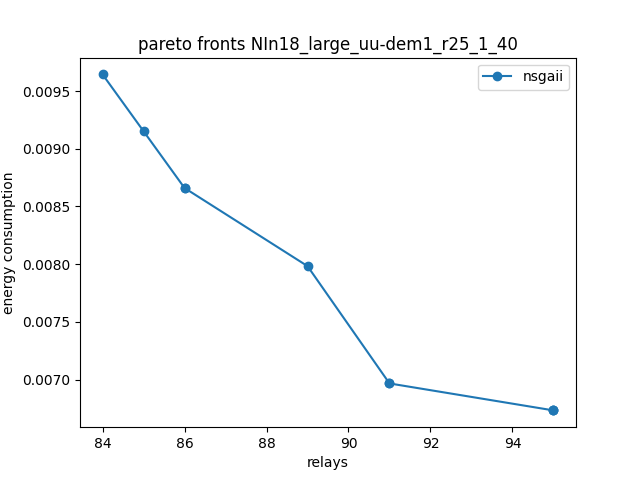 pareto fronts NIn18_large_uu-dem1_r25_1_40
nsgaii
energy consumption
0.0095
0.0090
0.0085
0.0080
0.0075
0.0070
84 86 88 90 92 94
relays